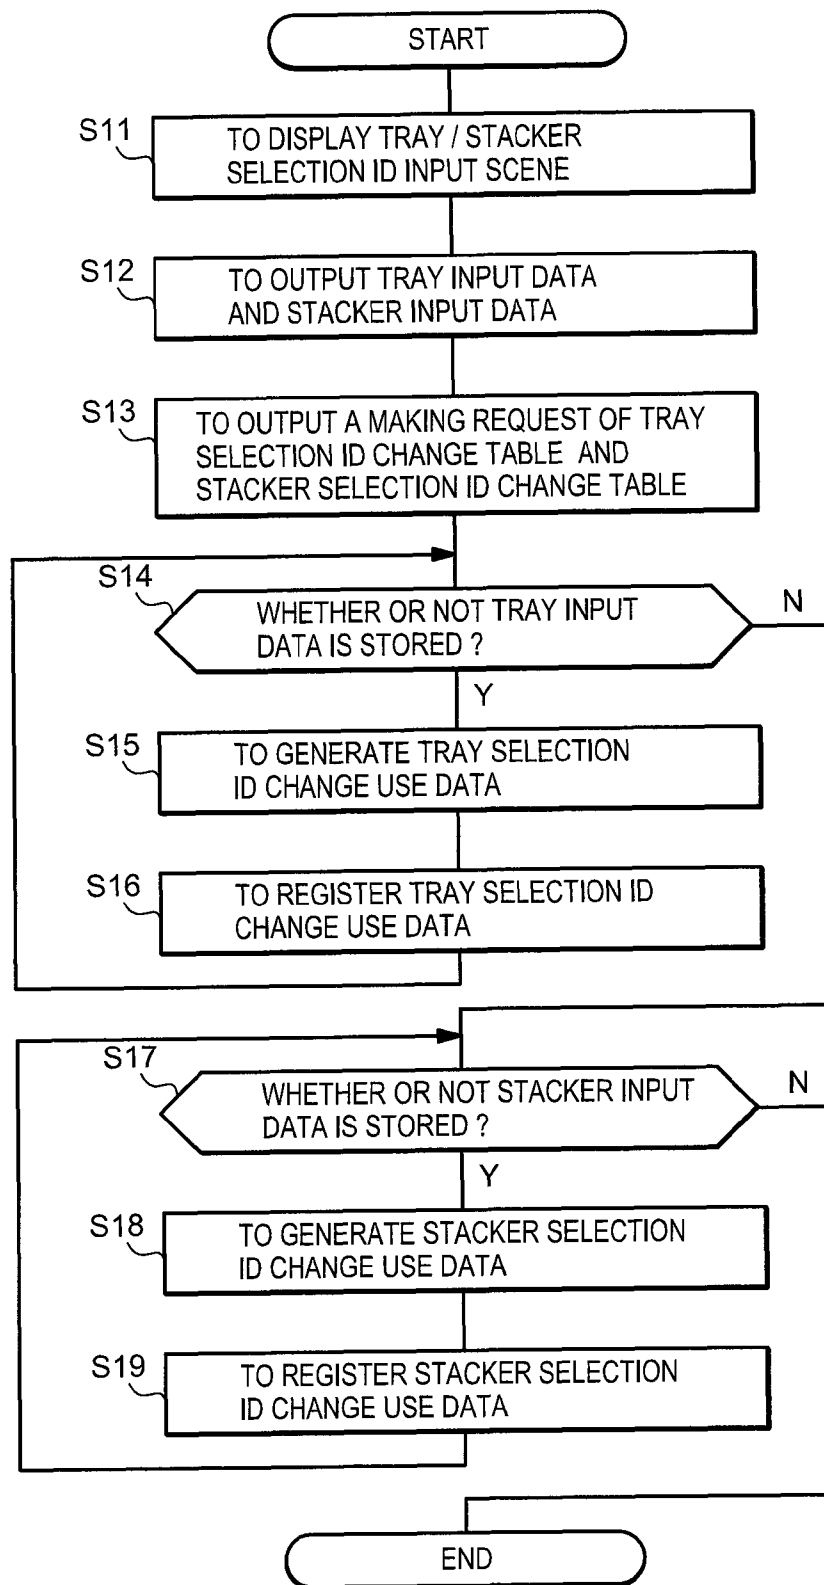 START
S11
TO DISPLAY TRAY / STACKER
SELECTION ID INPUT SCENE
S12
TO OUTPUT TRAY INPUT DATA
AND STACKER INPUT DATA
S13
TO OUTPUT A MAKING REQUEST OF TRAY
SELECTION ID CHANGE TABLE AND
STACKER SELECTION ID CHANGE TABLE
S14
WHETHER OR NOT TRAY INPUT
DATA IS STORED ?
N
Y
S15
TO GENERATE TRAY SELECTION
ID CHANGE USE DATA
S16
TO REGISTER TRAY SELECTION ID
CHANGE USE DATA
S17
WHETHER OR NOT STACKER INPUT
DATA IS STORED ?
N
Y
S18
TO GENERATE STACKER SELECTION
ID CHANGE USE DATA
S19
TO REGISTER STACKER SELECTION
ID CHANGE USE DATA
END